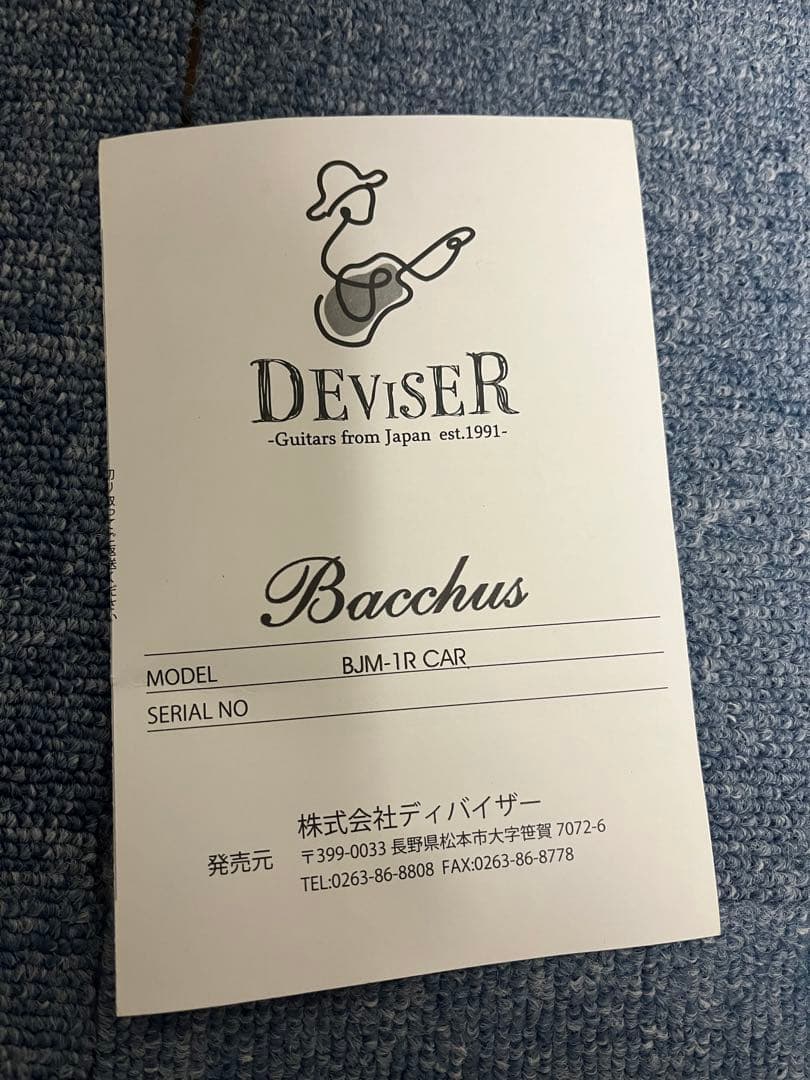 DEVISER
-Guitars from Japan est.1991-
Bacchus
MODEL BJM-1R CAR
SERIAL NO
発売元
株式会社ディバイザー
〒399-0033 長野県松本市大字笹賀 7072-6
TEL:0263-86-8808 FAX:0263-86-8778